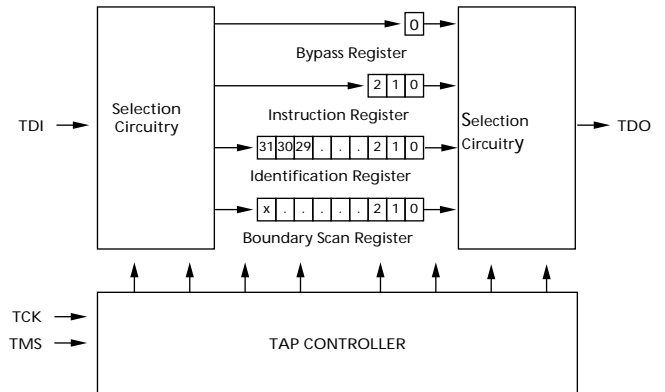 0
Bypass Register
2 1 0
Selection
Circuitry
Instruction Register
Selection
Circuitry
TDI
TDO
31 30 29 . . . 2 1 0
Identification Register
x . . . . . 2 1 0
Boundary Scan Register
TCK
TMS
TAP CONTROLLER